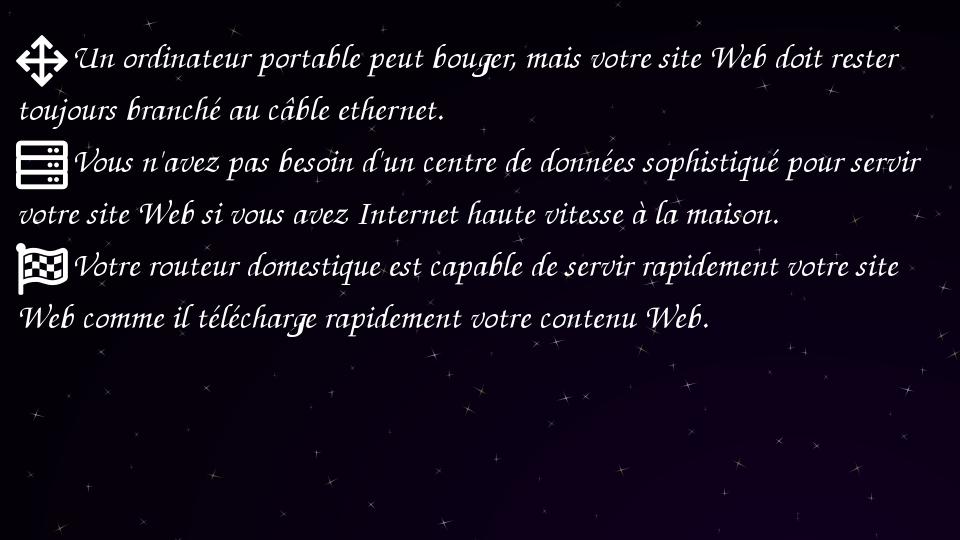 Un ordinateur portable peut bouger, mais votre site Web doit rester
toujours branché au câble ethernet.
Vous n'avez pas besoin d'un centre de données sophistiqué pour servir
votre site Web si vous avez Internet haute vitesse à la maison.
Votre routeur domestique est capable de servir rapidement votre site
Web comme il télécharge rapidement votre contenu Web.